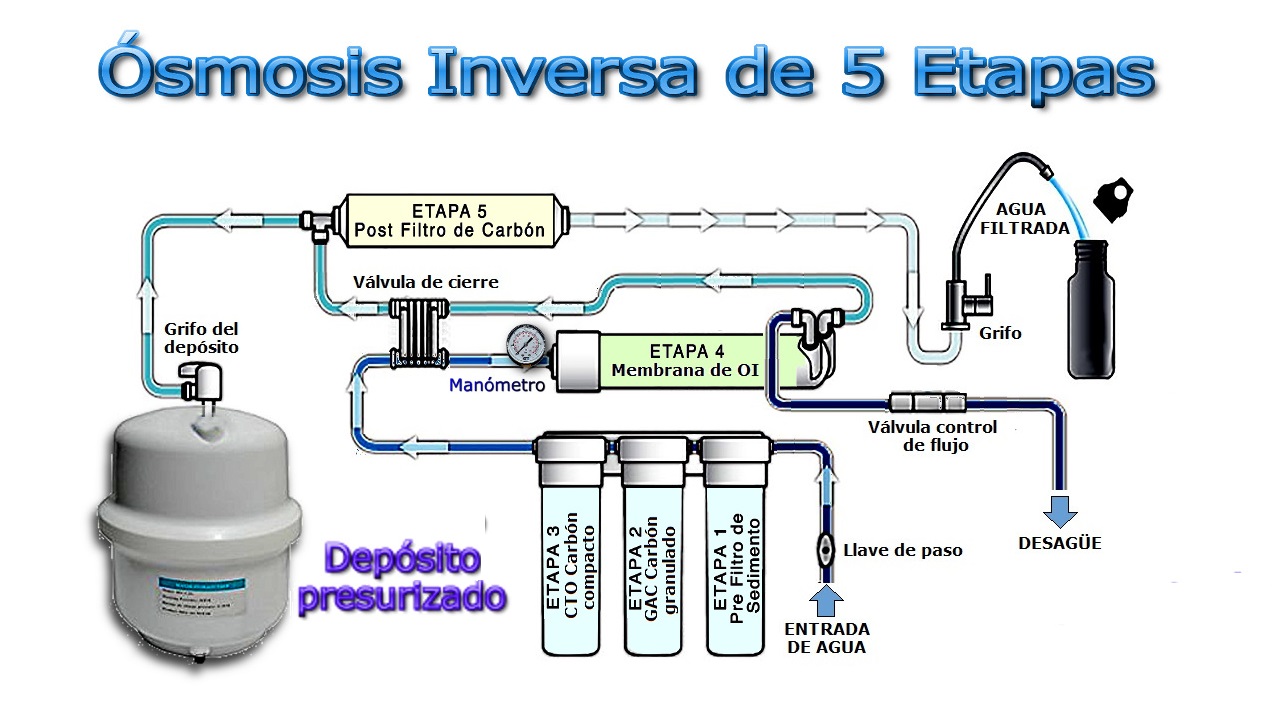 Ósmosis Inversa de 5 Etapas
ETAPA 5
Post Filtro de Carbón
AGUA
FILTRADA
Válvula de cierre
Grifo del
depósito
Grifo
ETAPA 4
Membrana de OI
Manómetro
Válvula control
de flujo
DESAGÜE
Depósito
presurizado
ETAPA 3
CTO Carbón
compacto
ETAPA 2
GAC Carbón
granulado
ETAPA 1
Pre Filtro de
Sedimento
Llave de paso
ENTRADA
DE AGUA